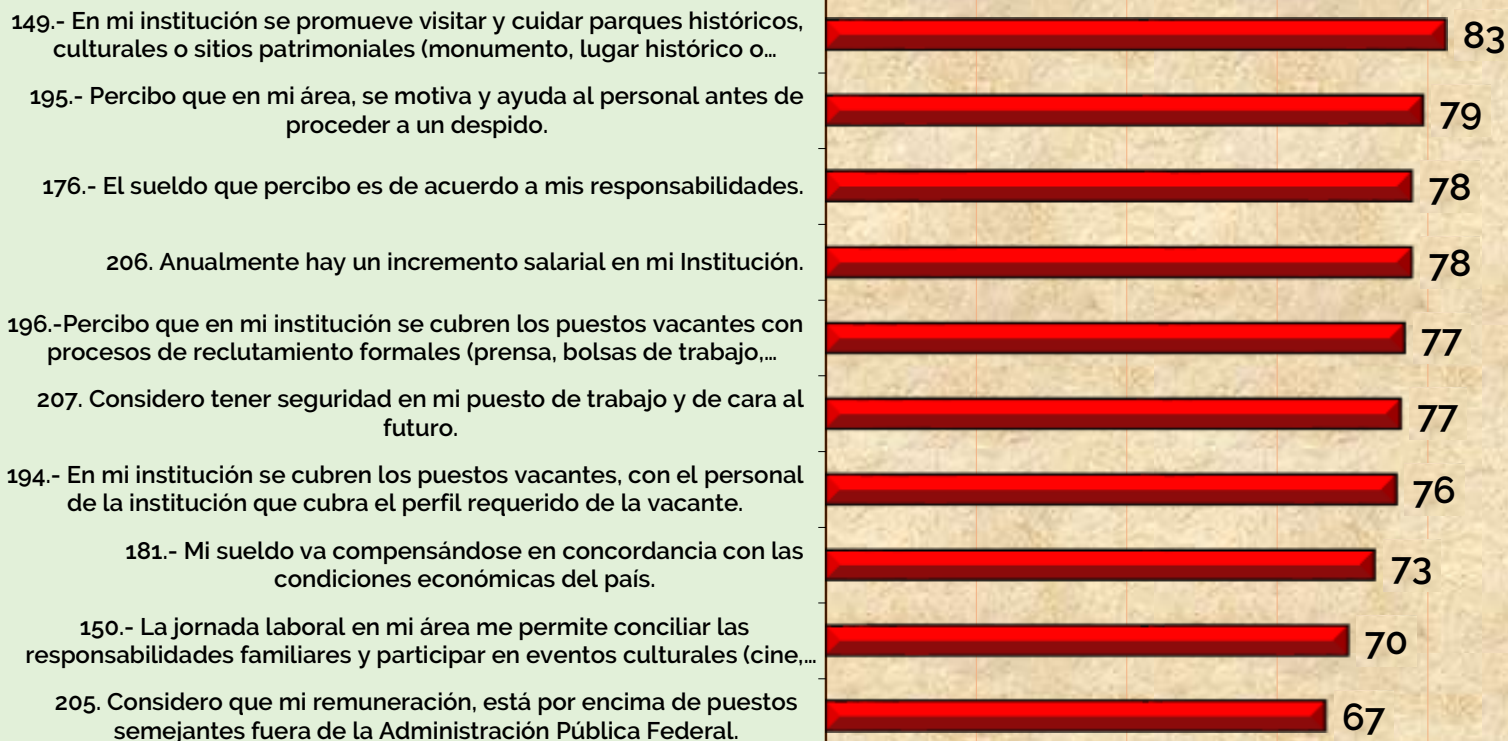 149.- En mi institución se promueve visitar y cuidar parques históricos,
culturales o sitios patrimoniales (monumento, lugar histórico o...
83
195.- Percibo que en mi área, se motiva y ayuda al personal antes de
proceder a un despido.
79
176.- El sueldo que percibo es de acuerdo a mis responsabilidades.
78
206. Anualmente hay un incremento salarial en mi Institución.
78
196.-Percibo que en mi institución se cubren los puestos vacantes con
procesos de reclutamiento formales (prensa, bolsas de trabajo,...
77
207. Considero tener seguridad en mi puesto de trabajo y de cara al
futuro.
77
194.- En mi institución se cubren los puestos vacantes, con el personal
de la institución que cubra el perfil requerido de la vacante.
76
181.- Mi sueldo va compensándose en concordancia con las
condiciones económicas del país.
73
150.- La jornada laboral en mi área me permite conciliar las
responsabilidades familiares y participar en eventos culturales (cine,...
70
205. Considero que mi remuneración, está por encima de puestos
semejantes fuera de la Administración Pública Federal.
67